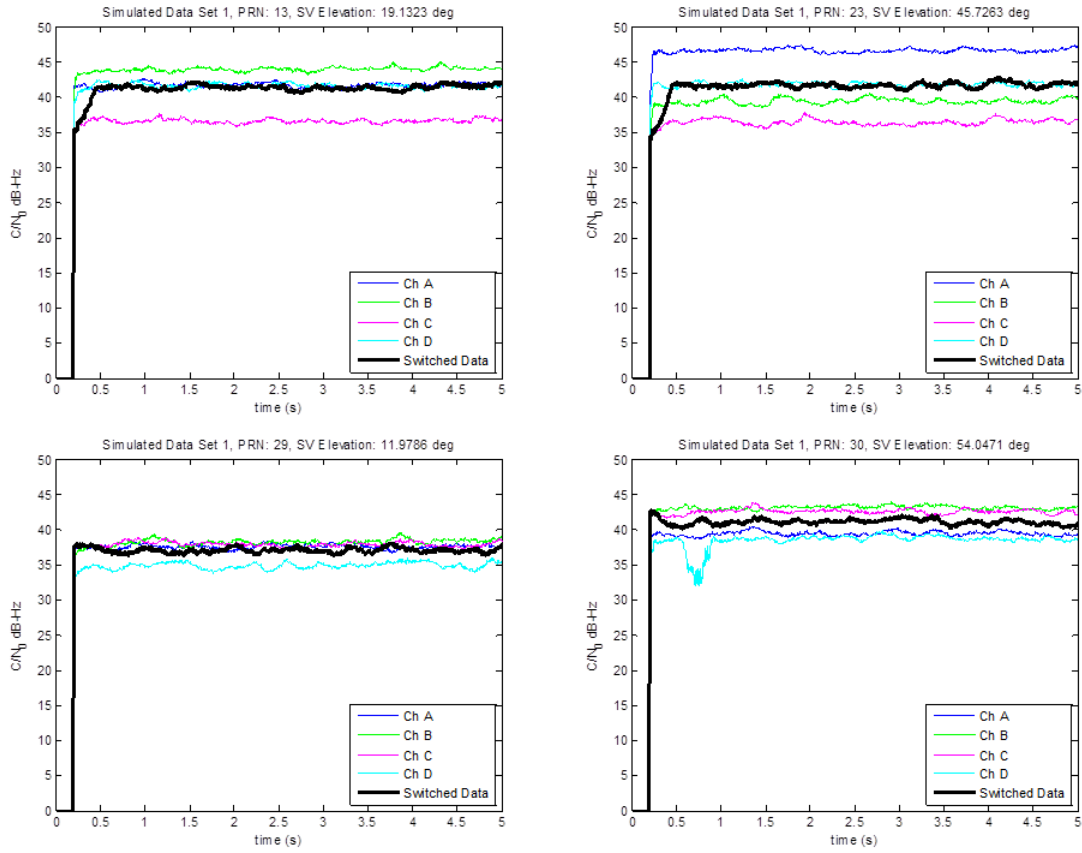 Simulated Data Set 1, PRN: 13, SV Elevation: 19.1323 deg
50
45
40
35
30
25
20
15
10
5
0
C/N0 dB-Hz
Ch A
Ch B
Ch C
Ch D
Switched Data
0 0.5 1 1.5 2 2.5 3 3.5 4 4.5 5
time (s)
Simulated Data Set 1, PRN: 23, SV Elevation: 45.7263 deg
50
45
40
35
30
25
20
15
10
5
0
C/N0 dB-Hz
Ch A
Ch B
Ch C
Ch D
Switched Data
0 0.5 1 1.5 2 2.5 3 3.5 4 4.5 5
time (s)
Simulated Data Set 1, PRN: 29, SV Elevation: 11.9786 deg
50
45
40
35
30
25
20
15
10
5
0
C/N0 dB-Hz
Ch A
Ch B
Ch C
Ch D
Switched Data
0 0.5 1 1.5 2 2.5 3 3.5 4 4.5 5
time (s)
Simulated Data Set 1, PRN: 30, SV Elevation: 54.0471 deg
50
45
40
35
30
25
20
15
10
5
0
C/N0 dB-Hz
Ch A
Ch B
Ch C
Ch D
Switched Data
0 0.5 1 1.5 2 2.5 3 3.5 4 4.5 5
time (s)